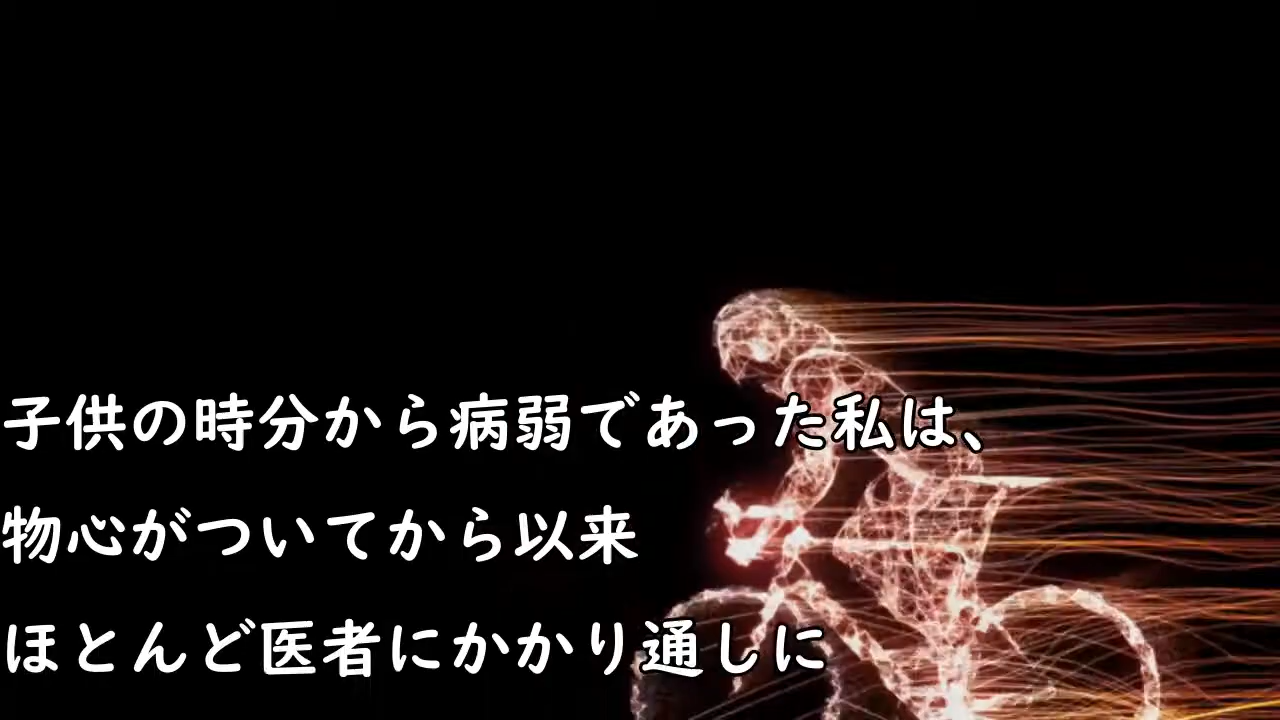 子供の時分から病弱であった私は、
物心がついてから以来
ほとんど医者にかかり通しに